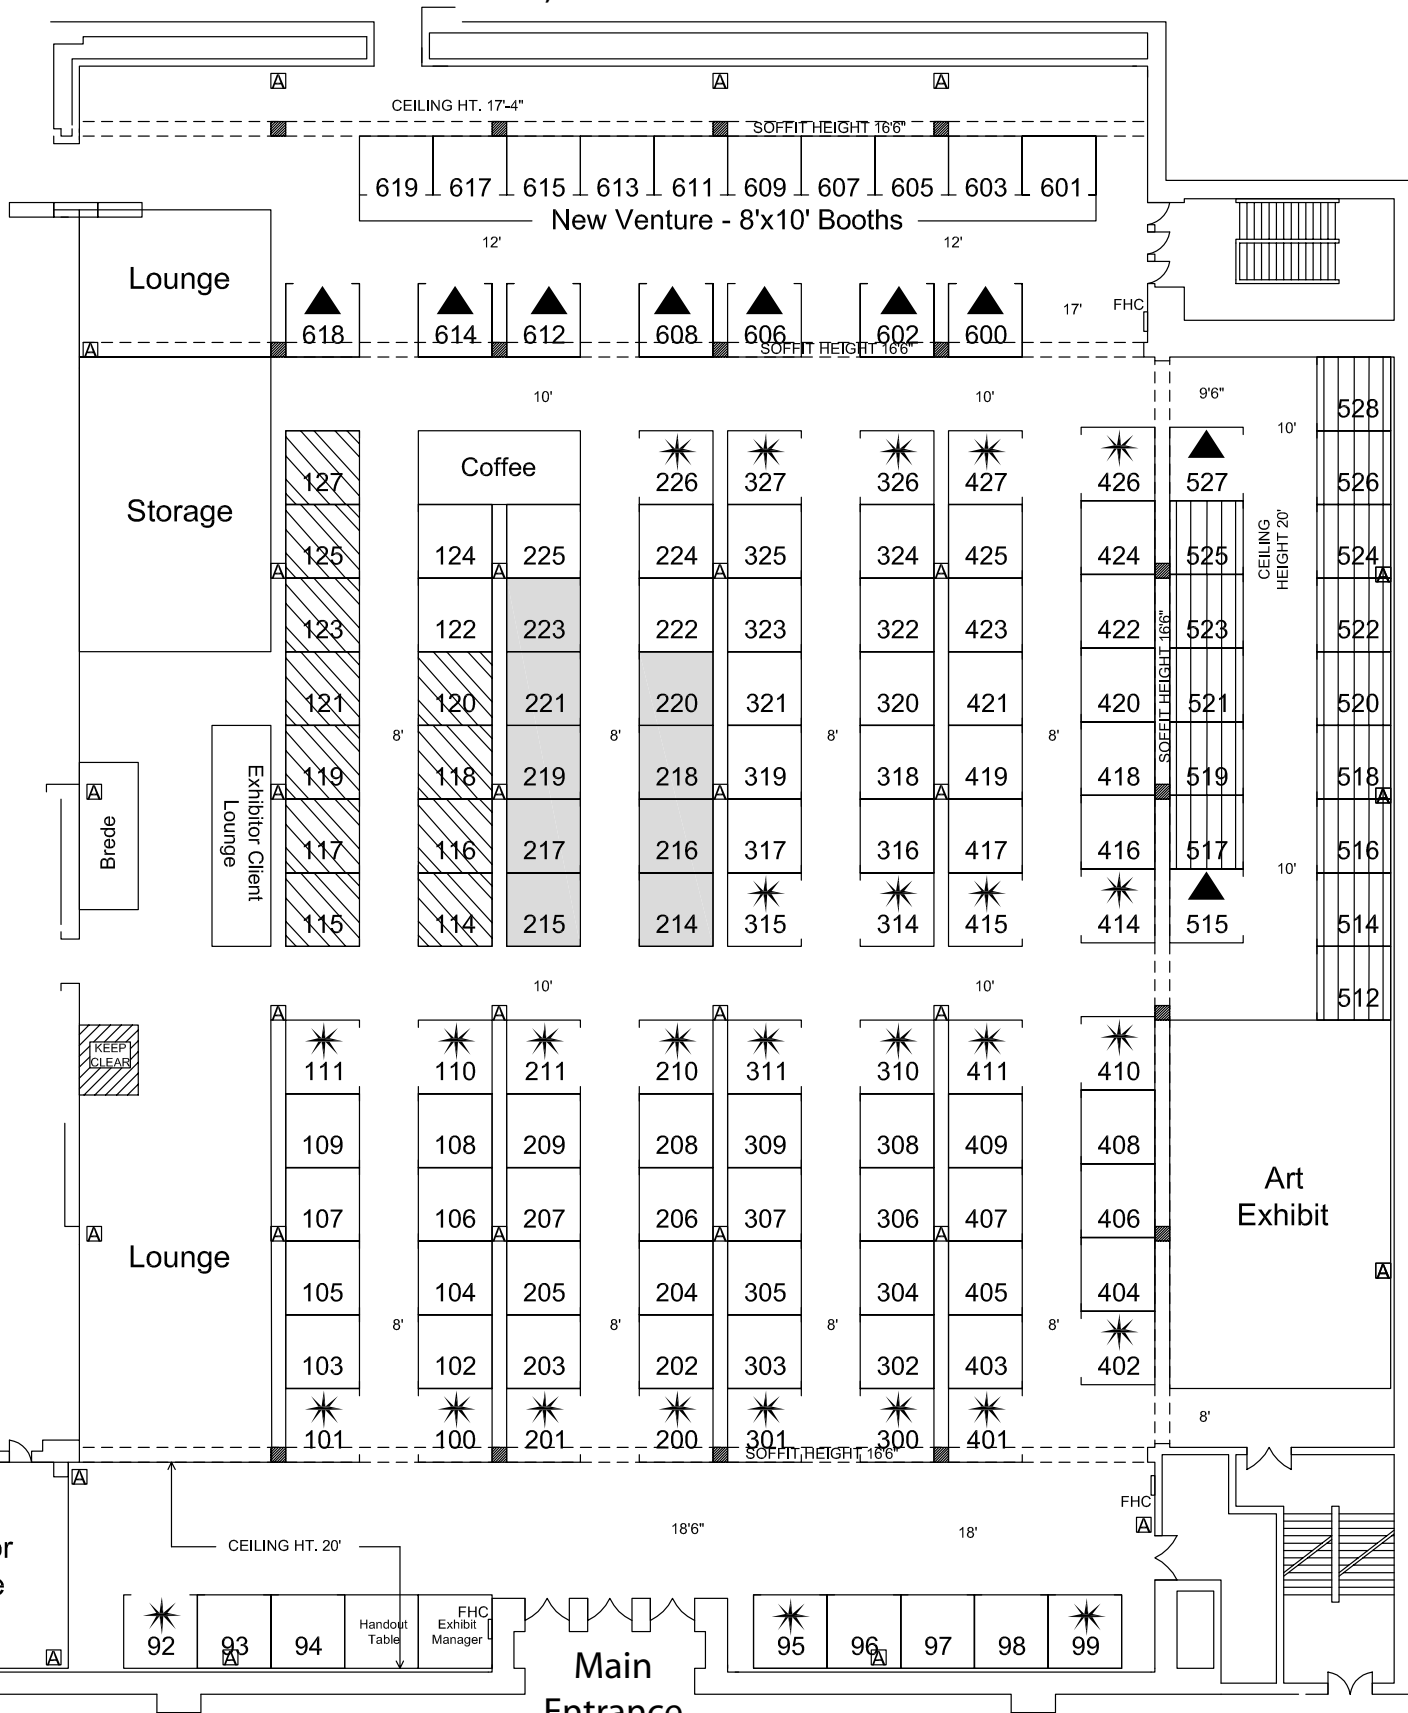 CEILING HT. 17'-4"
SOFFIT HEIGHT 16'6"
619 617 615 613 611 609 607 605 603 601
New Venture - 8'x10' Booths
12' 12'
Lounge
17' FHC
618 614 612 608 606 602 600
A A A
A SOFFIT HEIGHT 16'6"
10' 10' 9'6"
528
10'
Coffee
127 226 327 326 427 426 527 526
Storage
CEILING
HEIGHT 20'
125 124 225 224 325 324 425 424 525 524
A A A A A
123 122 223 222 323 322 423 422 523 522
SOFFIT HEIGHT 16'6"
121 120 221 220 321 320 421 420 521 520
8' 8' 8' 8'
119 118 219 218 319 318 419 418 519 518
A A A A A A
Exhibitor Client
Lounge
Brede
117 116 217 216 317 316 417 416 517 516
10'
115 114 215 214 315 314 415 414 515 514
10' 10'
512
A A A A
KEEP
CLEAR
111 110 211 210 311 310 411 410
109 108 209 208 309 308 409 408
Art
Exhibit
107 106 207 206 307 306 407 406
A A A A A
Lounge
A
105 104 205 204 305 304 405 404
8' 8' 8' 8'
103 102 203 202 303 302 403 402
8'
101 100 201 200 301 300 401
SOFFIT HEIGHT 16'6"
A
FHC
A
18'6" 18'
CEILING HT. 20'
or
e
FHC
Handout
Table
Exhibit
Manager
92 93 94 95 96 97 98 99
A A A
Main
Entrance